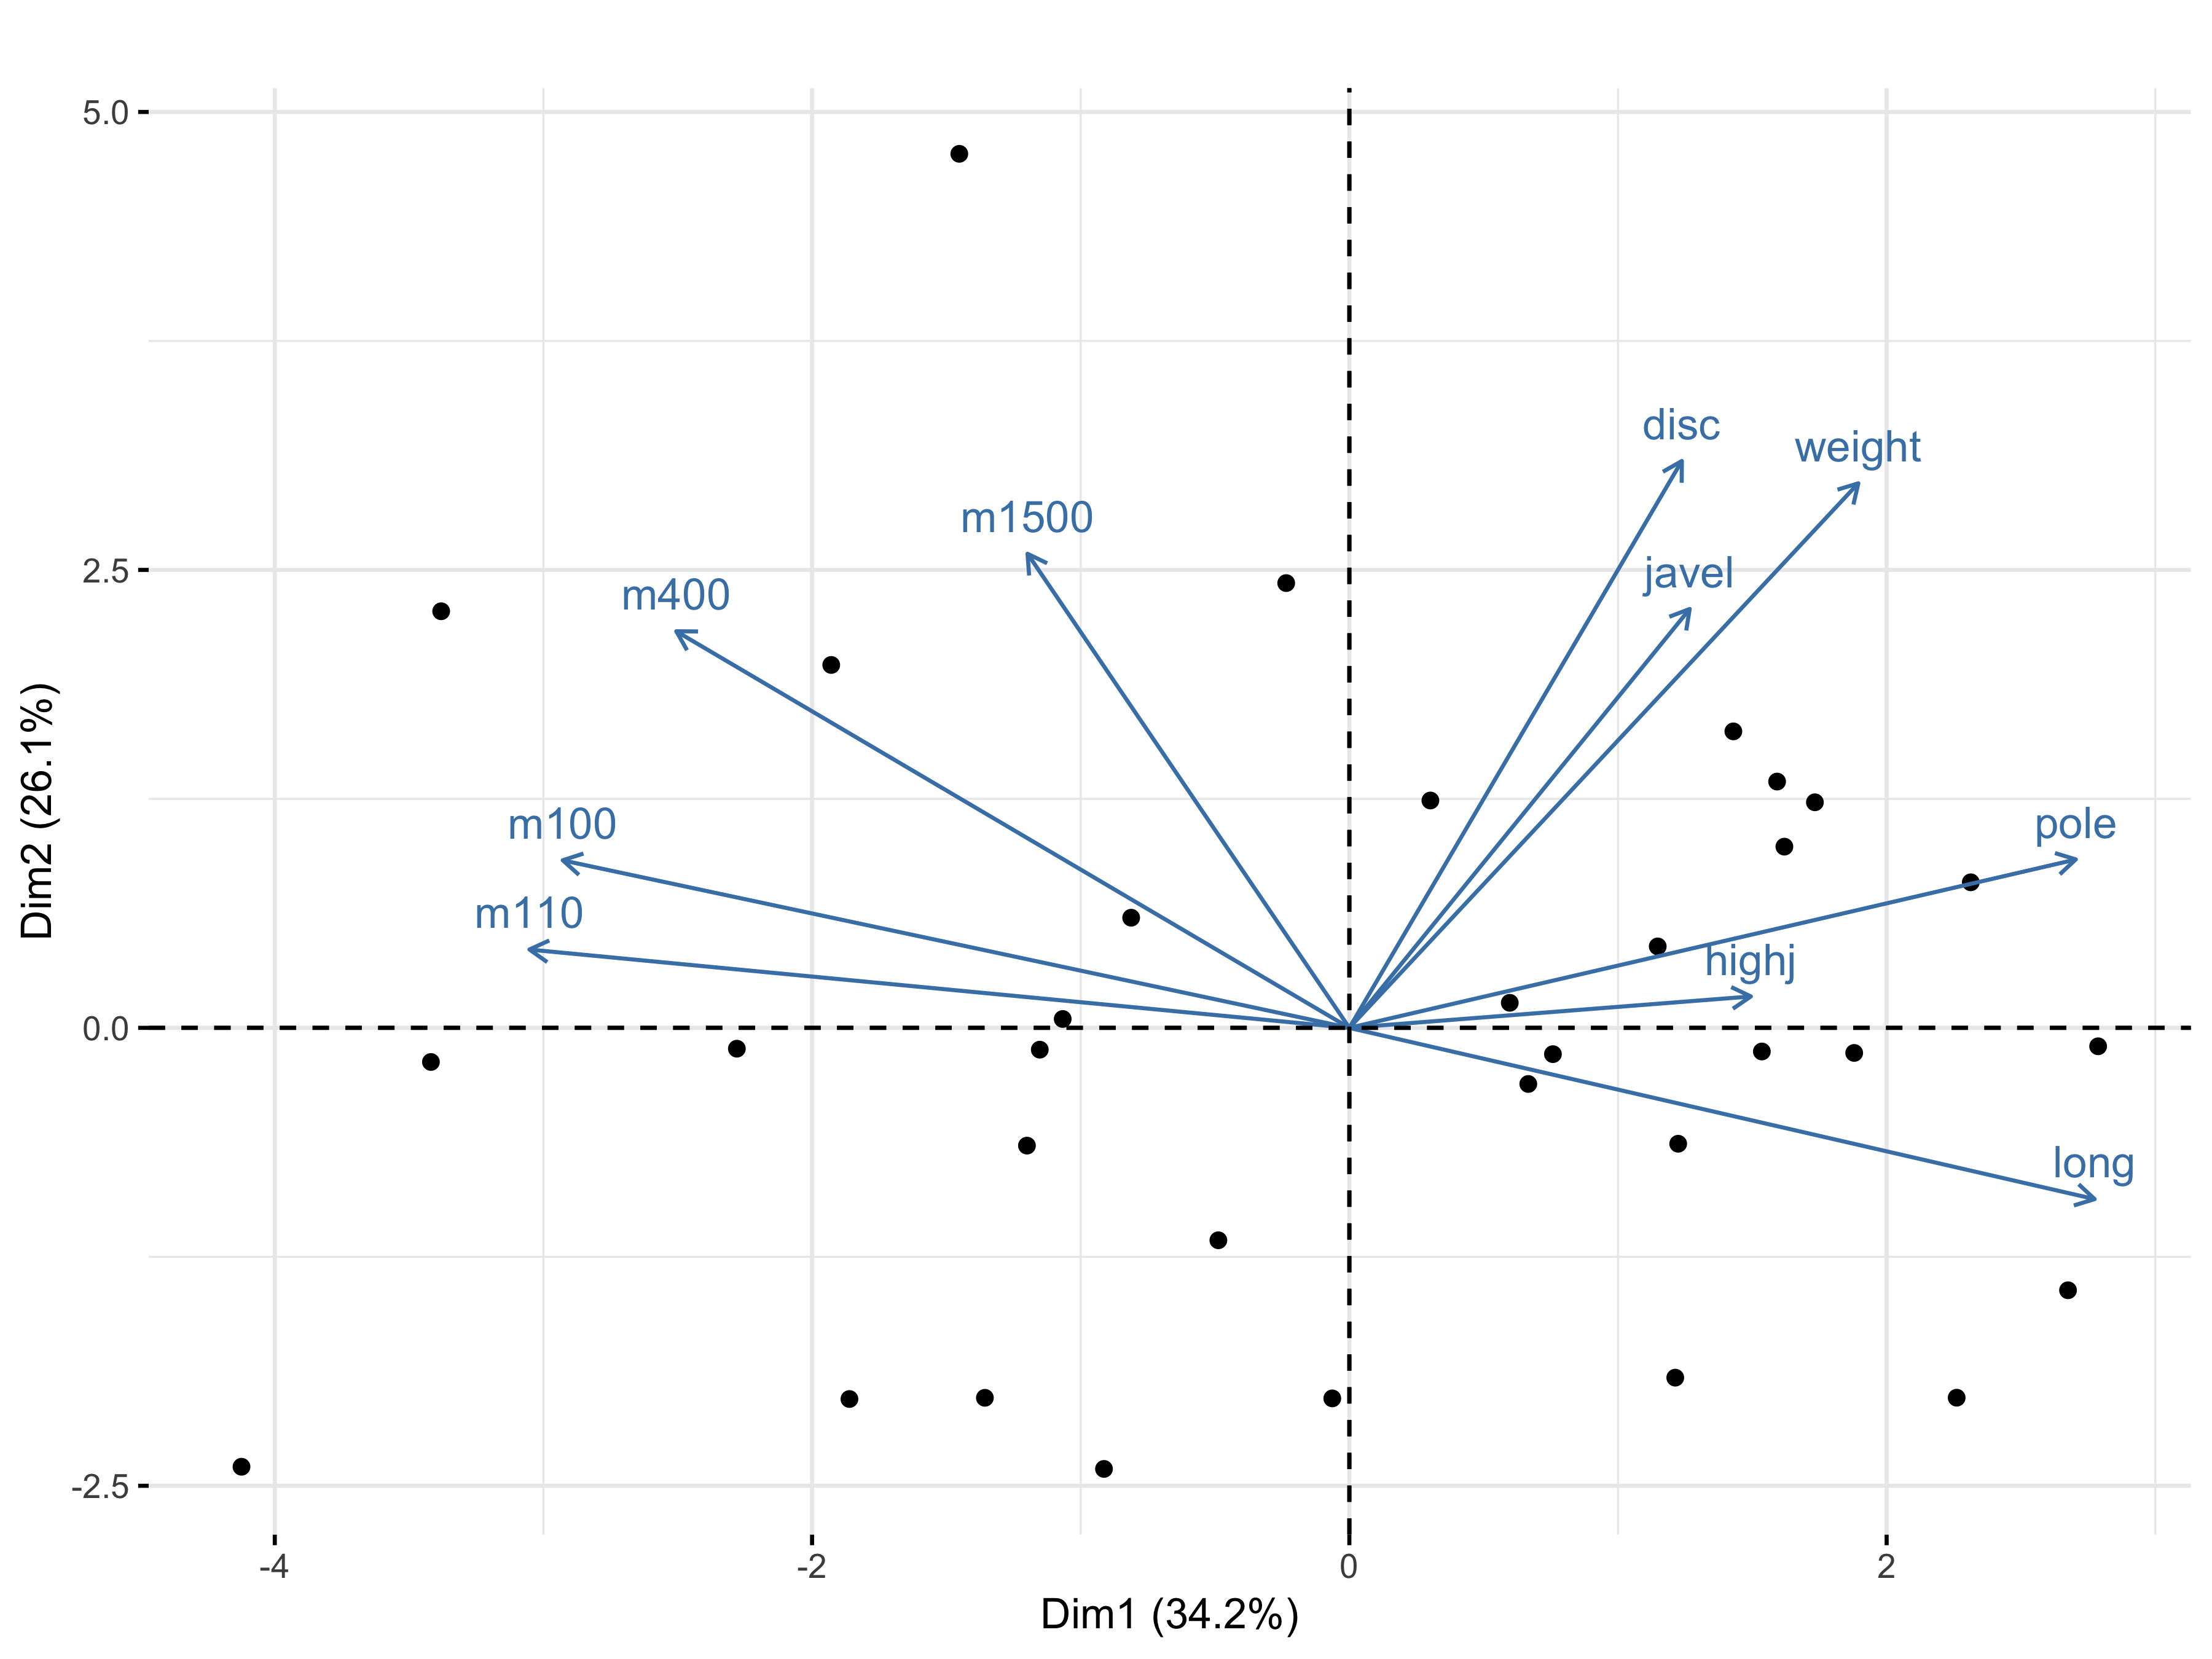 5.0
disc
weight
m1500
2.5
javel
m400
Dim2 (26.1%)
m100
pole
m110
highj
0.0
long
-2.5
-4
-2
0
2
Dim1 (34.2%)